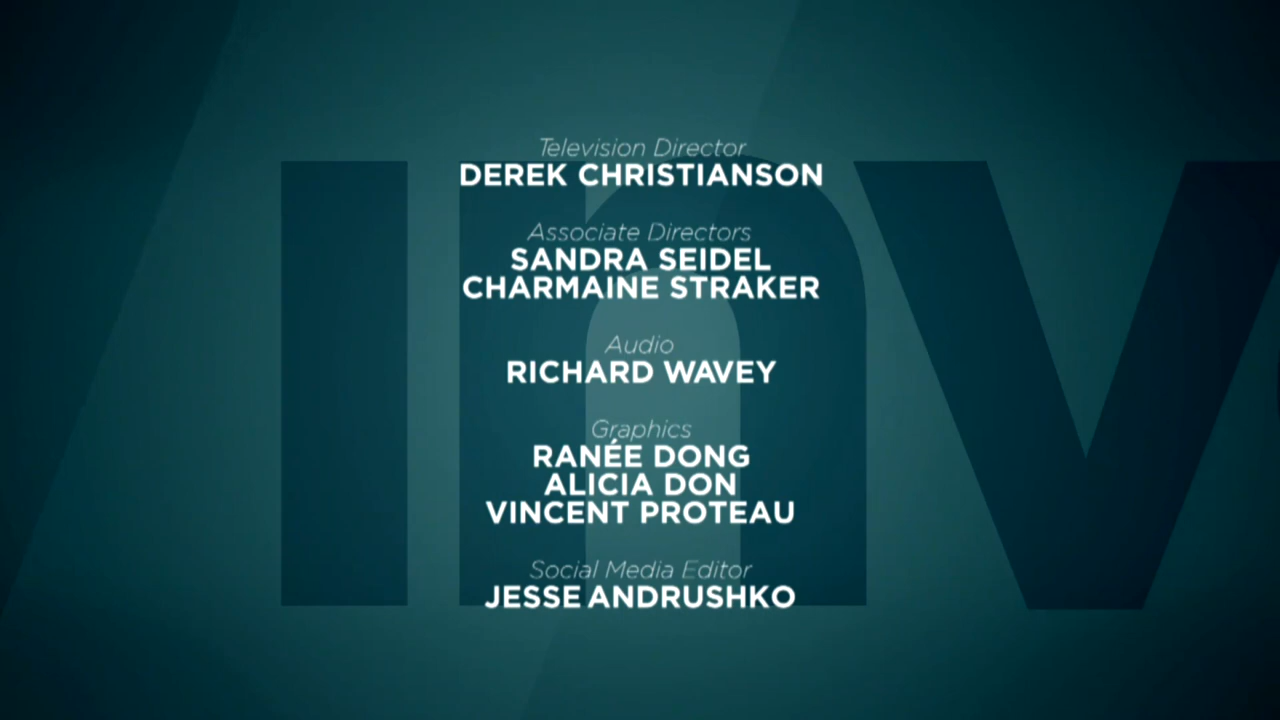 Inv
Television Director
DEREK CHRISTIANSON
Associate Directors
SANDRA SEIDEL
CHARMAINE STRAKER
Audio
RICHARD WAVEY
Graphics
RANÉE DONG
ALICIA DON
VINCENT PROTEAU
Social Media Editor
JESSE ANDRUSHKO